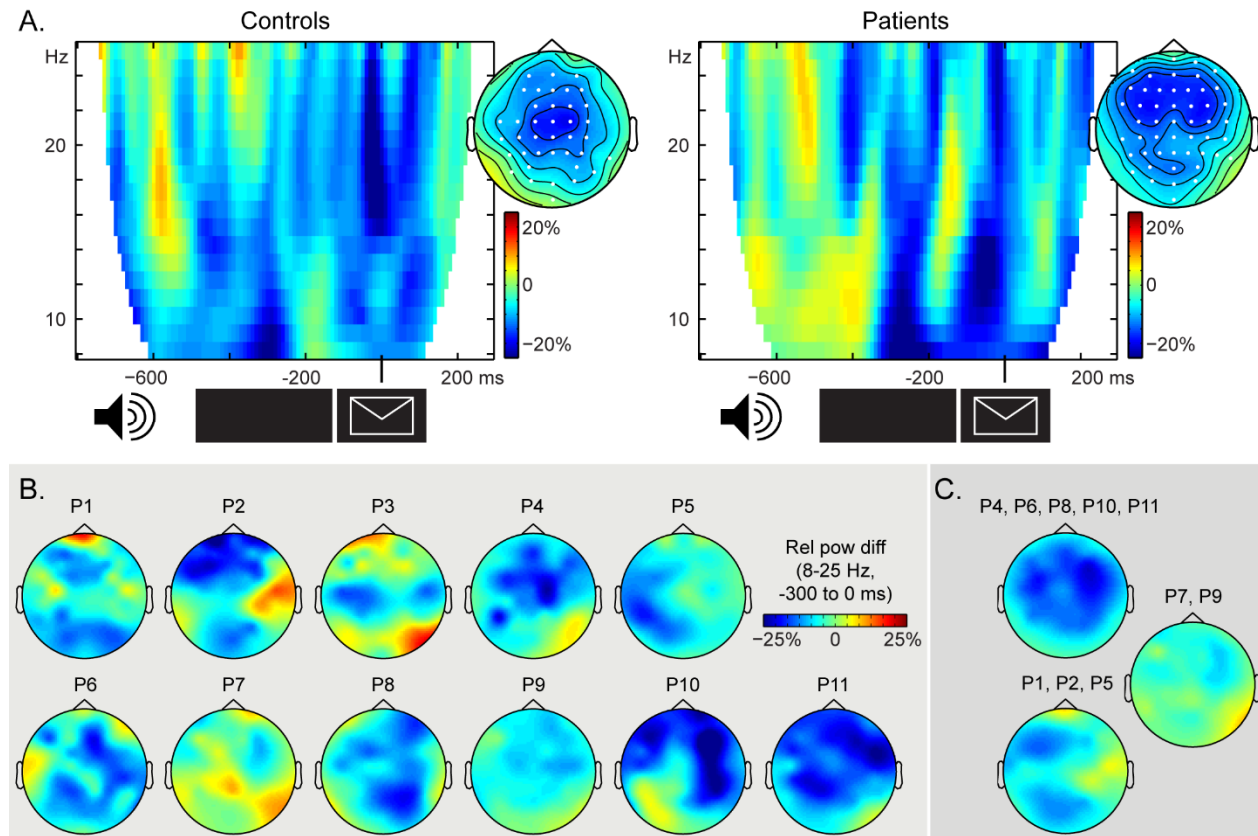 A.
Controls
Patients
Hz
20
10
−600
-200
200 ms
20%
0
−20%
Hz
20
10
−600
-200
200 ms
20%
0
−20%
B.
P1
P2
P3
P4
P5
Rel pow diff
(8-25 Hz,
-300 to 0 ms)
−25%
0
25%
P6
P7
P8
P9
P10
P11
C.
P4, P6, P8, P10, P11
P7, P9
P1, P2, P5